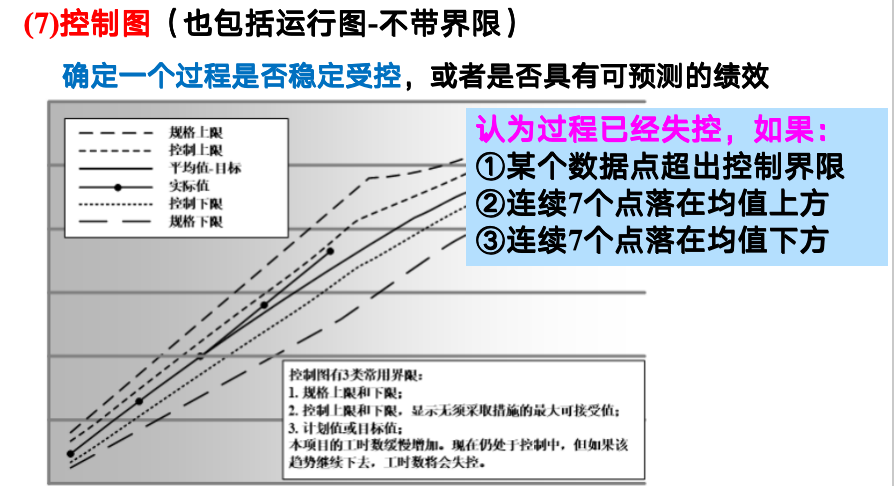 (7)控制图（也包括运行图-不带界限）
确定一个过程是否稳定受控，或者是否具有可预测的绩效
规格上限
控制上限
平均值-目标
实际值
控制下限
规格下限
认为过程已经失控，如果：
①某个数据点超出控制界限
②连续7个点落在均值上方
③连续7个点落在均值下方
控制图有3类常用界限：
1. 规格上限和下限；
2. 控制上限和下限，显示无须采取措施的最大可接受值；
3. 计划值或目标值；
本项目的工时数缓慢增加。现在仍处于控制中，但如果该
趋势继续下去，工时数将会失控。